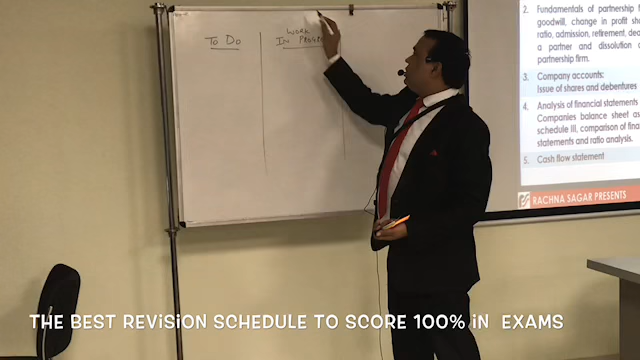 To Do
WORK
IN
2. Fundamentals of partnership
goodwill, change in profit
ratio, admission, retirement,
a partner and dissolution
partnership firm.
3. Company accounts:
Issue of shares and debentures
4. Analysis of financial statements
Companies balance sheet as
schedule III, comparison of
statements and ratio analysis.
5. Cash flow statement
RACHNA SAGAR PRESENTS
THE BEST REVISION SCHEDULE TO SCORE 100% IN EXAMS